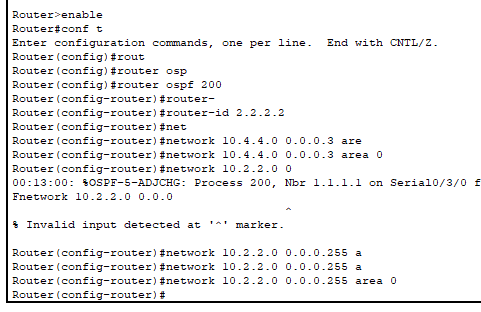 Router>enable
Router#conf t
Enter configuration commands, one per line.  End with CNTL/Z.
Router(config)#rout
Router(config)#router osp
Router(config)#router ospf 200
Router(config-router)#router-
Router(config-router)#router-id 2.2.2.2
Router(config-router)#net
Router(config-router)#network 10.4.4.0 0.0.0.3 are
Router(config-router)#network 10.4.4.0 0.0.0.3 area 0
Router(config-router)#network 10.2.2.0 0
00:13:00: %OSPF-5-ADJCHG: Process 200, Nbr 1.1.1.1 on Serial0/3/0 f
Fnetwork 10.2.2.0 0.0.0
^
% Invalid input detected at '^' marker.
Router(config-router)#network 10.2.2.0 0.0.0.255 a
Router(config-router)#network 10.2.2.0 0.0.0.255 a
Router(config-router)#network 10.2.2.0 0.0.0.255 area 0
Router(config-router)#